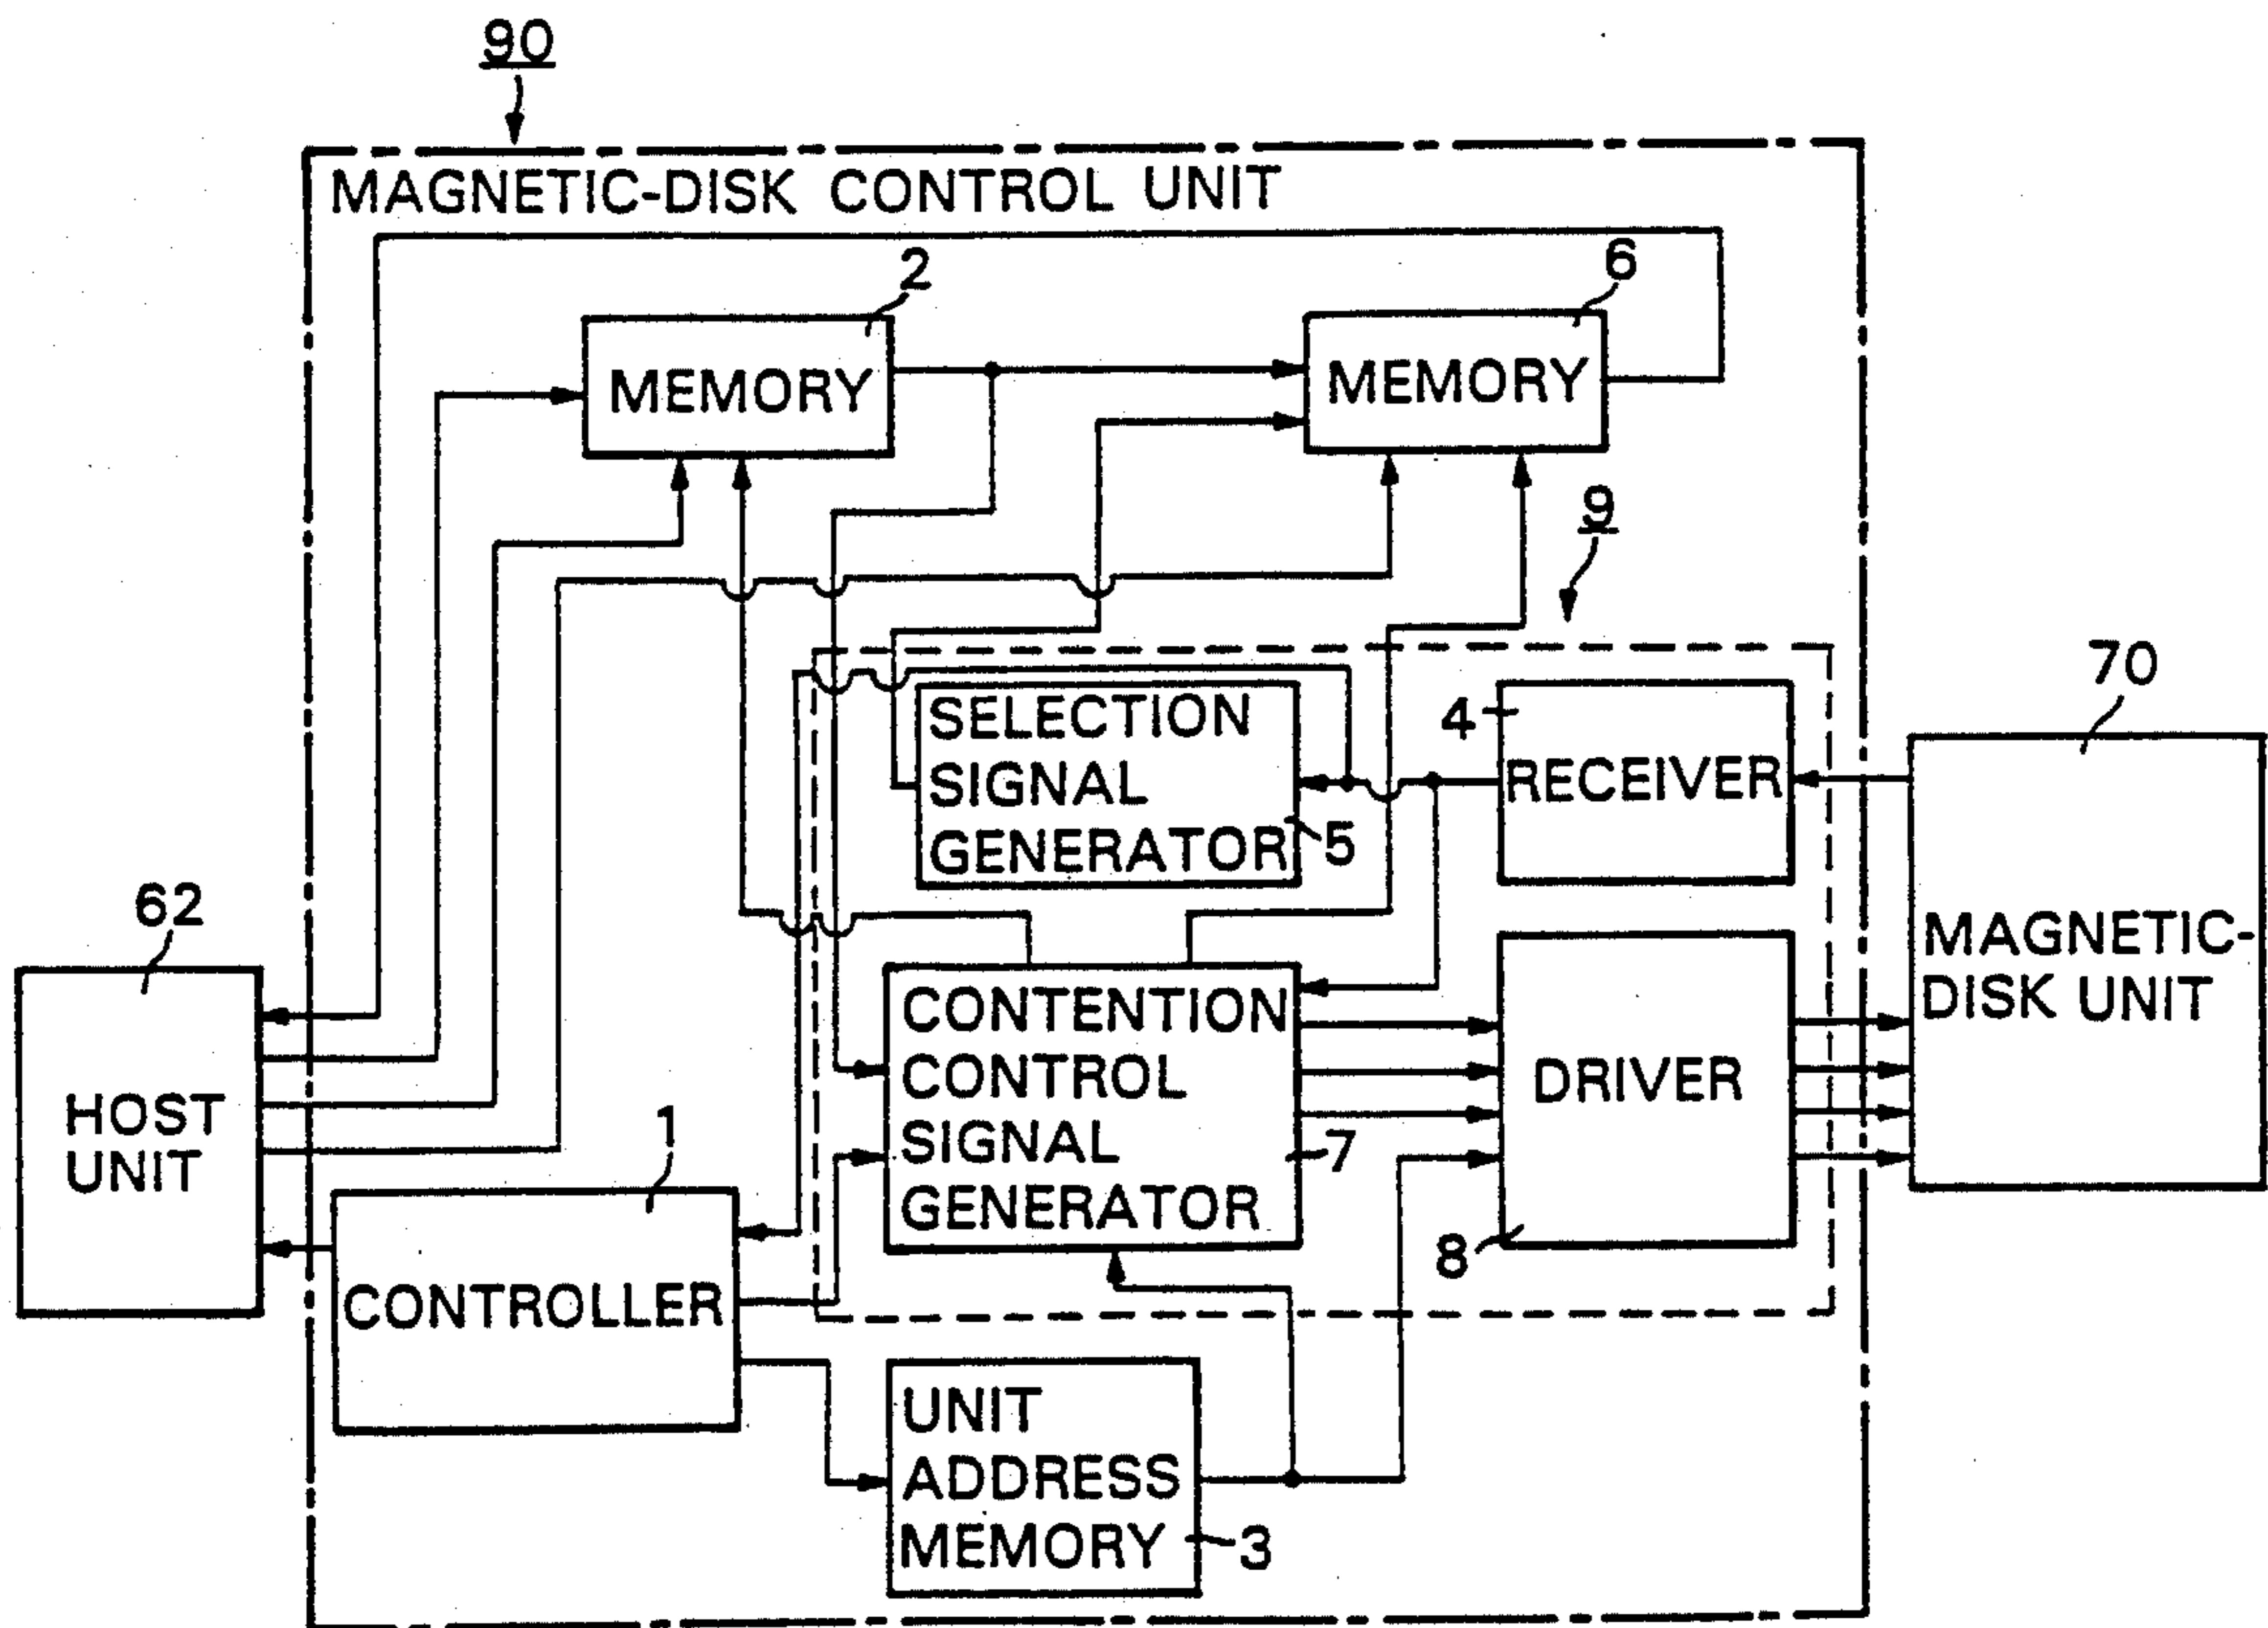 90
MAGNETIC-DISK CONTROL UNIT
2
6
MEMORY
MEMORY
9
70
SELECTION
SIGNAL
GENERATOR
5
4
RECEIVER
62
MAGNETIC-
DISK UNIT
HOST
UNIT
1
CONTENTION
CONTROL
SIGNAL
GENERATOR
7
DRIVER
8
CONTROLLER
UNIT
ADDRESS
MEMORY
3